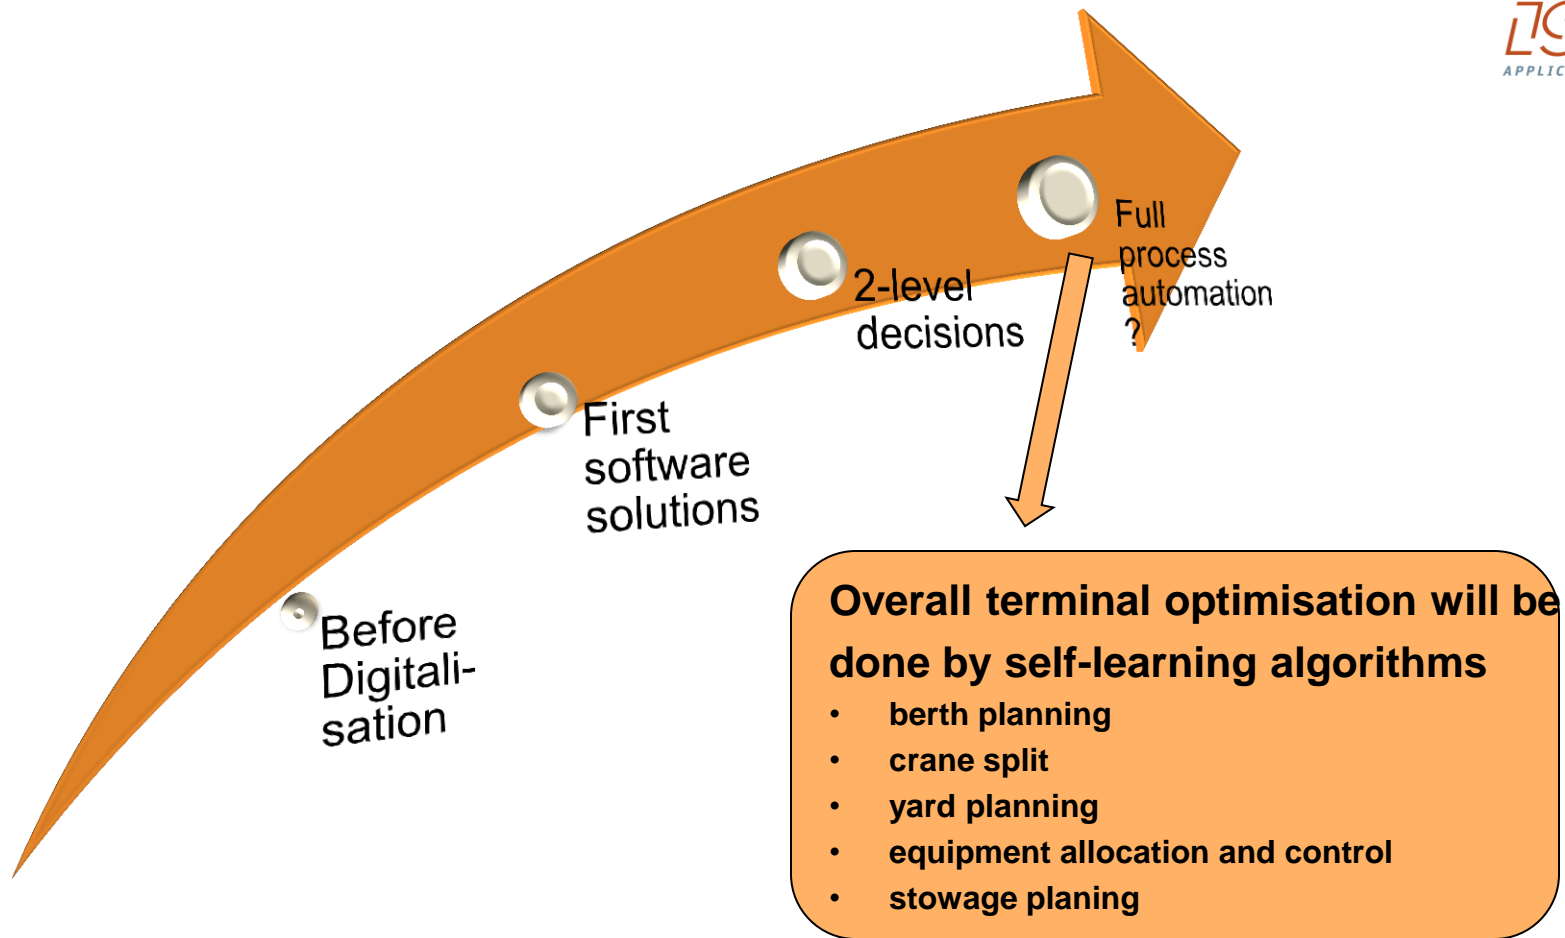 Full
process
automation
?
2-level
decisions
First
software
solutions
Before
Digitali-
sation
Overall terminal optimisation will be
done by self-learning algorithms
• berth planning
• crane split
• yard planning
• equipment allocation and control
• stowage planing